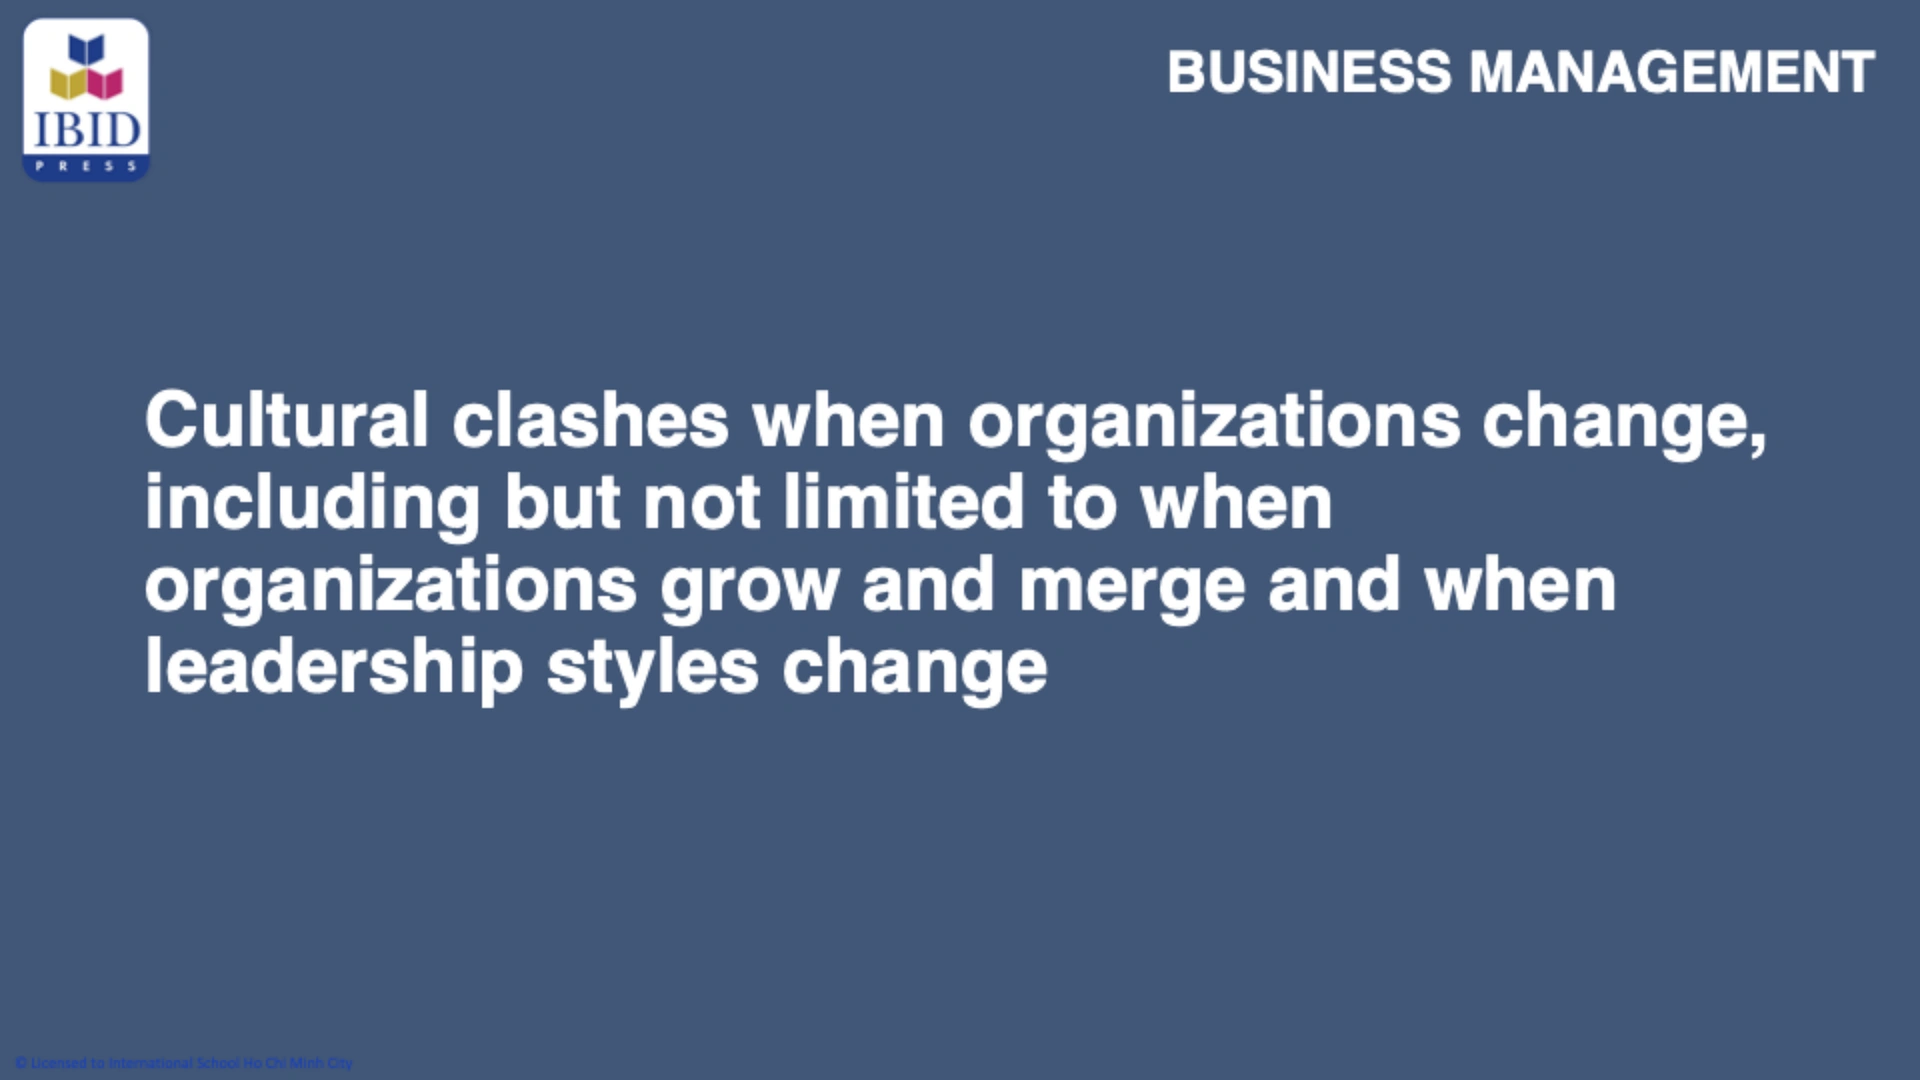 IBID
PRESS
BUSINESS MANAGEMENT
Cultural clashes when organizations change,
including but not limited to when
organizations grow and merge and when
leadership styles change
© Licensed to International School Ho Chi Minh City